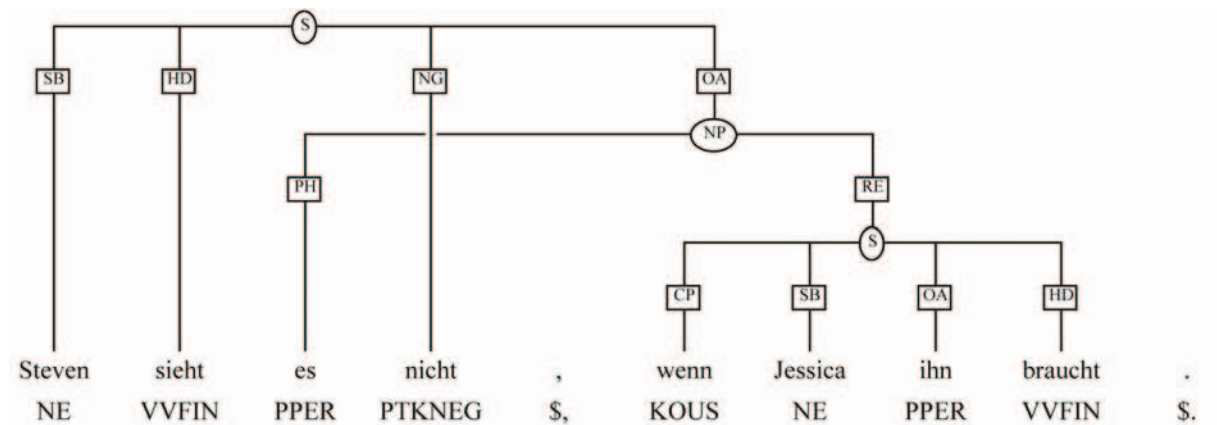 S
SB HD NG OA
NP
PH RE
S
CP SB OA HD
Steven sieht es nicht , wenn Jessica ihn braucht .
NE VVFIN PPER PTKNEG $, KOUS NE PPER VVFIN $.